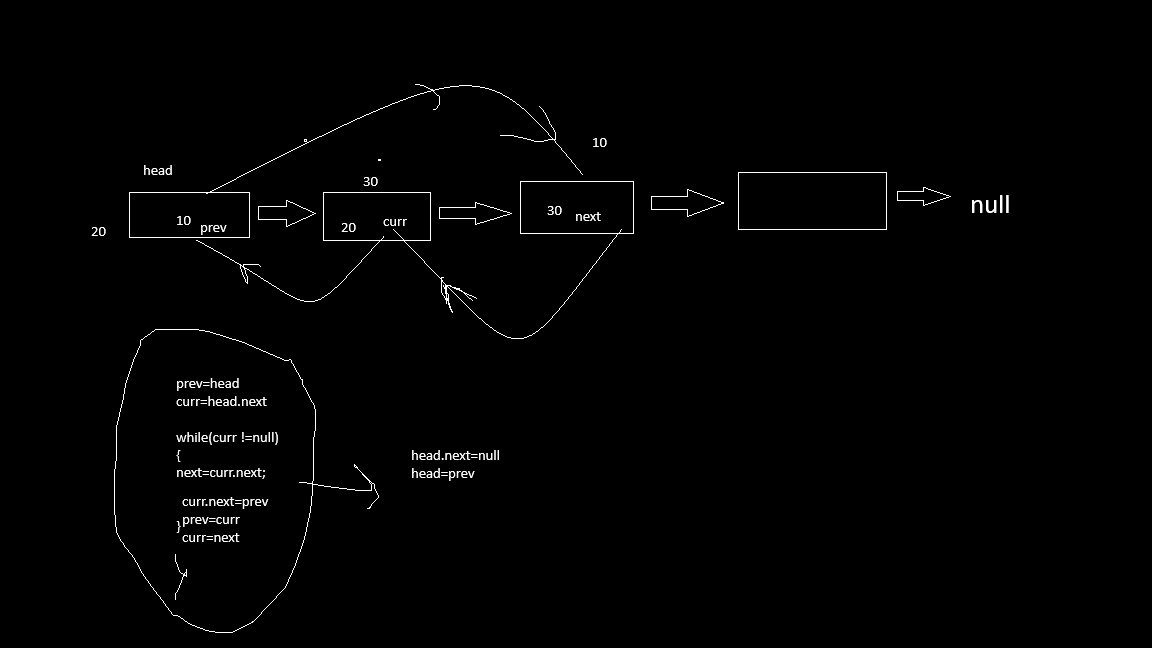 10
head
30
10
prev
20
curr
30
next
20
null
prev=head
curr=head.next
while(curr !=null)
{
next=curr.next;
curr.next=prev
prev=curr
}
curr=next
head.next=null
head=prev